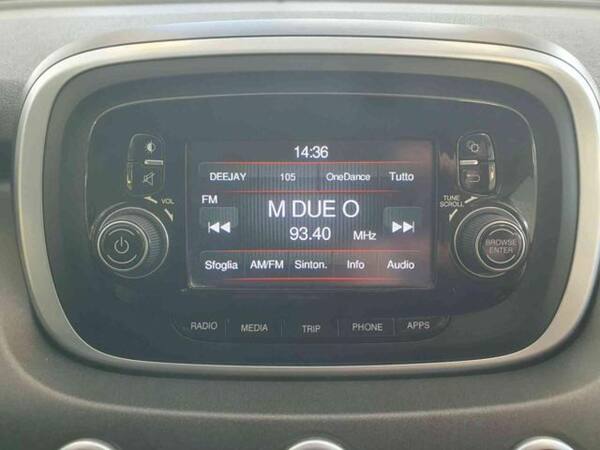 14:36
DEEJAY 105 OneDance Tutto
FM
M DUE O
93.40 MHz
Sfoglia AM/FM Sinton. Info Audio
VOL
TUNE
SCROLL
BROWSE
ENTER
RADIO MEDIA TRIP PHONE APPS